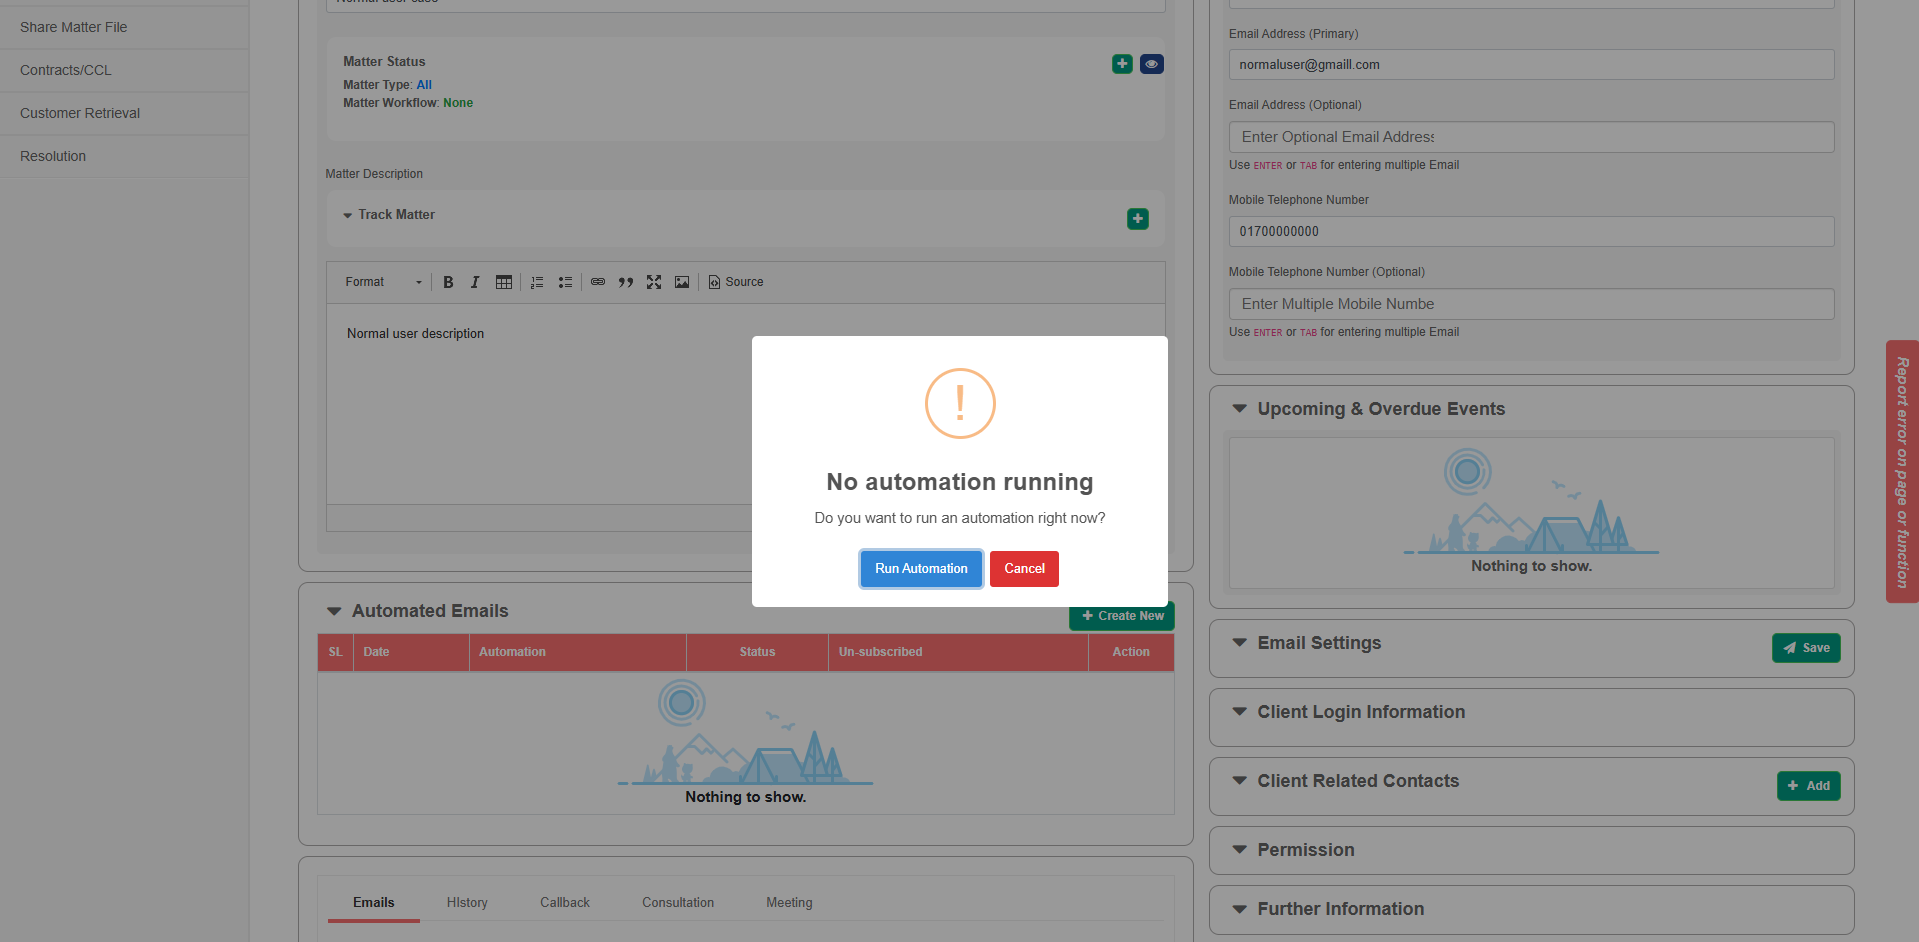 Share Matter File
Contracts/CCL
Customer Retrieval
Resolution
Matter Status
Matter Type: All
Matter Workflow: None
Matter Description
Track Matter
Format
B
I
Source
Normal user description
Automated Emails
Create New
SL Date Automation Status Un-subscribed Action
Nothing to show.
Emails HIstory Callback Consultation Meeting
No automation running
Do you want to run an automation right now?
Run Automation
Cancel
Email Address (Primary)
normaluser@gmaill.com
Email Address (Optional)
Enter Optional Email Address
Use ENTER or TAB for entering multiple Email
Mobile Telephone Number
01700000000
Mobile Telephone Number (Optional)
Enter Multiple Mobile Numbe
Use ENTER or TAB for entering multiple Email
Upcoming & Overdue Events
Nothing to show.
Email Settings
Save
Client Login Information
Client Related Contacts
Add
Permission
Further Information
Report error on page or function